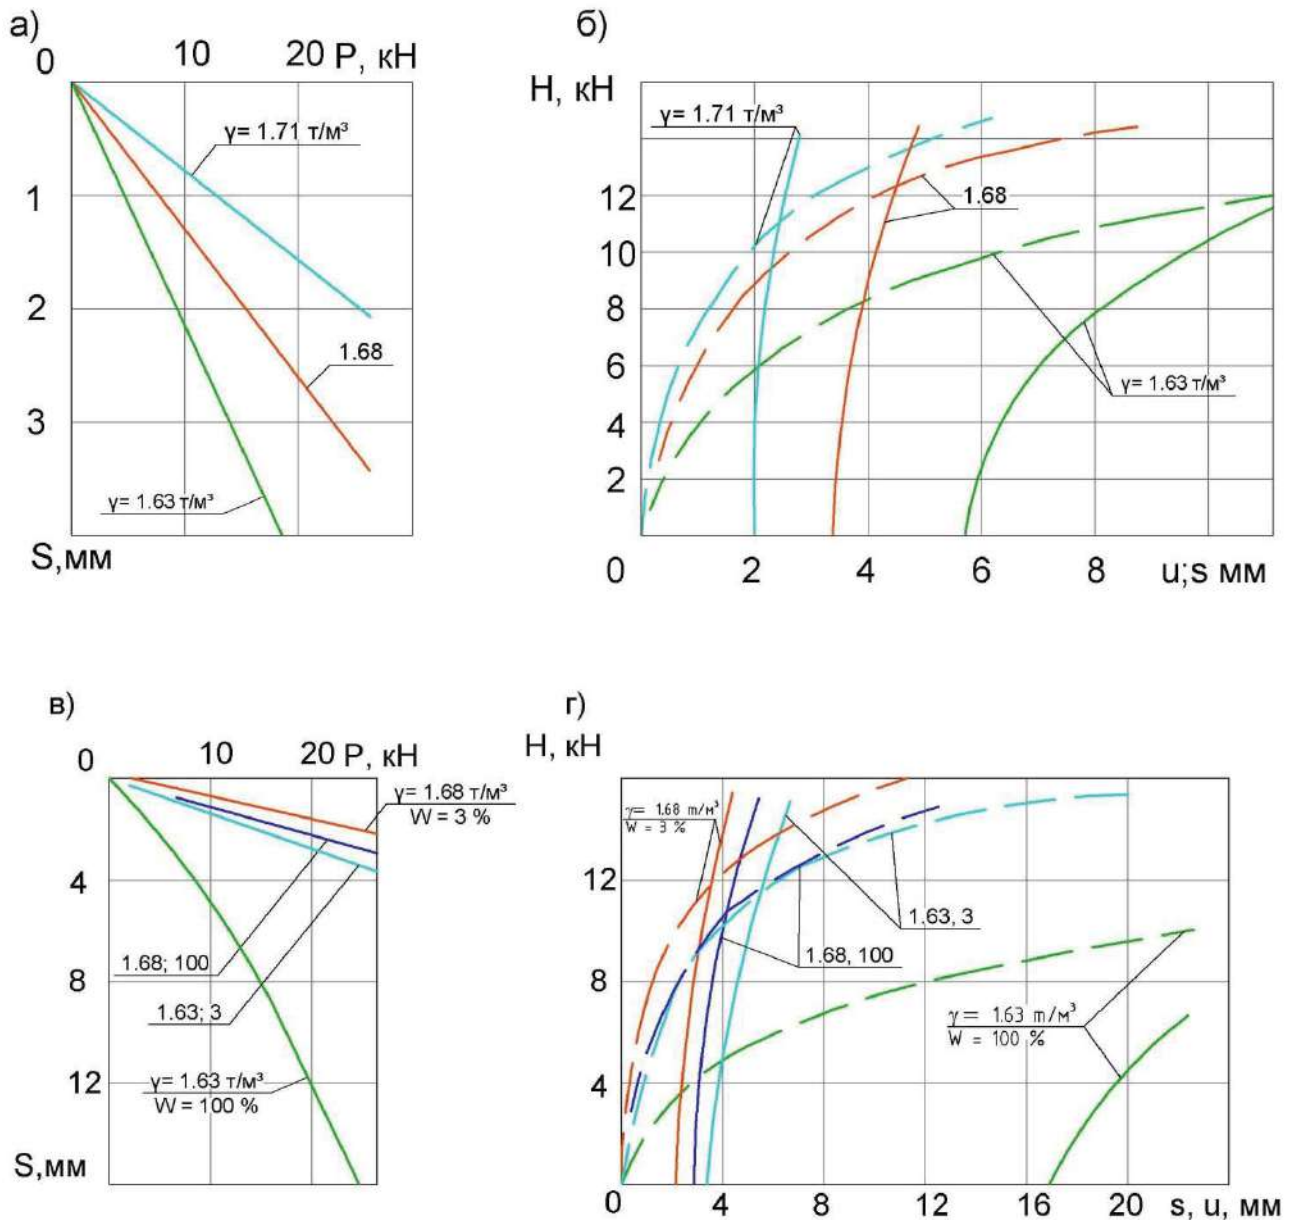 а)
0 10 20 P, кН
γ= 1.71 т/м³
1
2
1.68
3
γ= 1.63 т/м³
S,мм
б)
H, кН
γ= 1.71 т/м³
12
1.68
10
8
6
γ= 1.63 т/м³
4
2
0 2 4 6 8 u;s мм
в)
0 10 20 P, кН
γ= 1.68 т/м³
W = 3 %
4
1.68; 100
8
1.63; 3
12
γ= 1.63 т/м³
W = 100 %
S,мм
г)
H, кН
γ= 1.68 m/м³
W = 3 %
12
1.63, 3
1.68, 100
8
γ= 1.63 m/м³
W = 100 %
4
0 4 8 12 16 20 s, u, мм